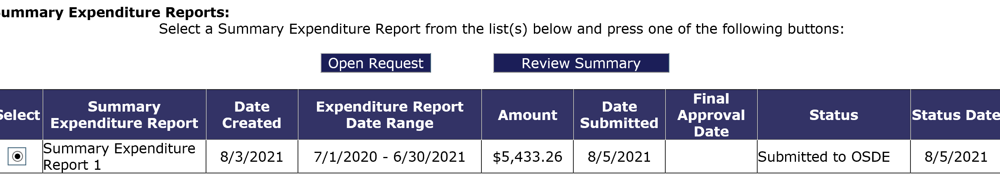 ummary Expenditure Reports:
Select a Summary Expenditure Report from the list(s) below and press one of the following buttons:
Open Request Review Summary
Select Summary Expenditure Report Date Created Expenditure Report Date Range Amount Date Submitted Final Approval Date Status Status Date
Summary Expenditure Report 1 8/3/2021 7/1/2020 - 6/30/2021 $5,433.26 8/5/2021 Submitted to OSDE 8/5/2021